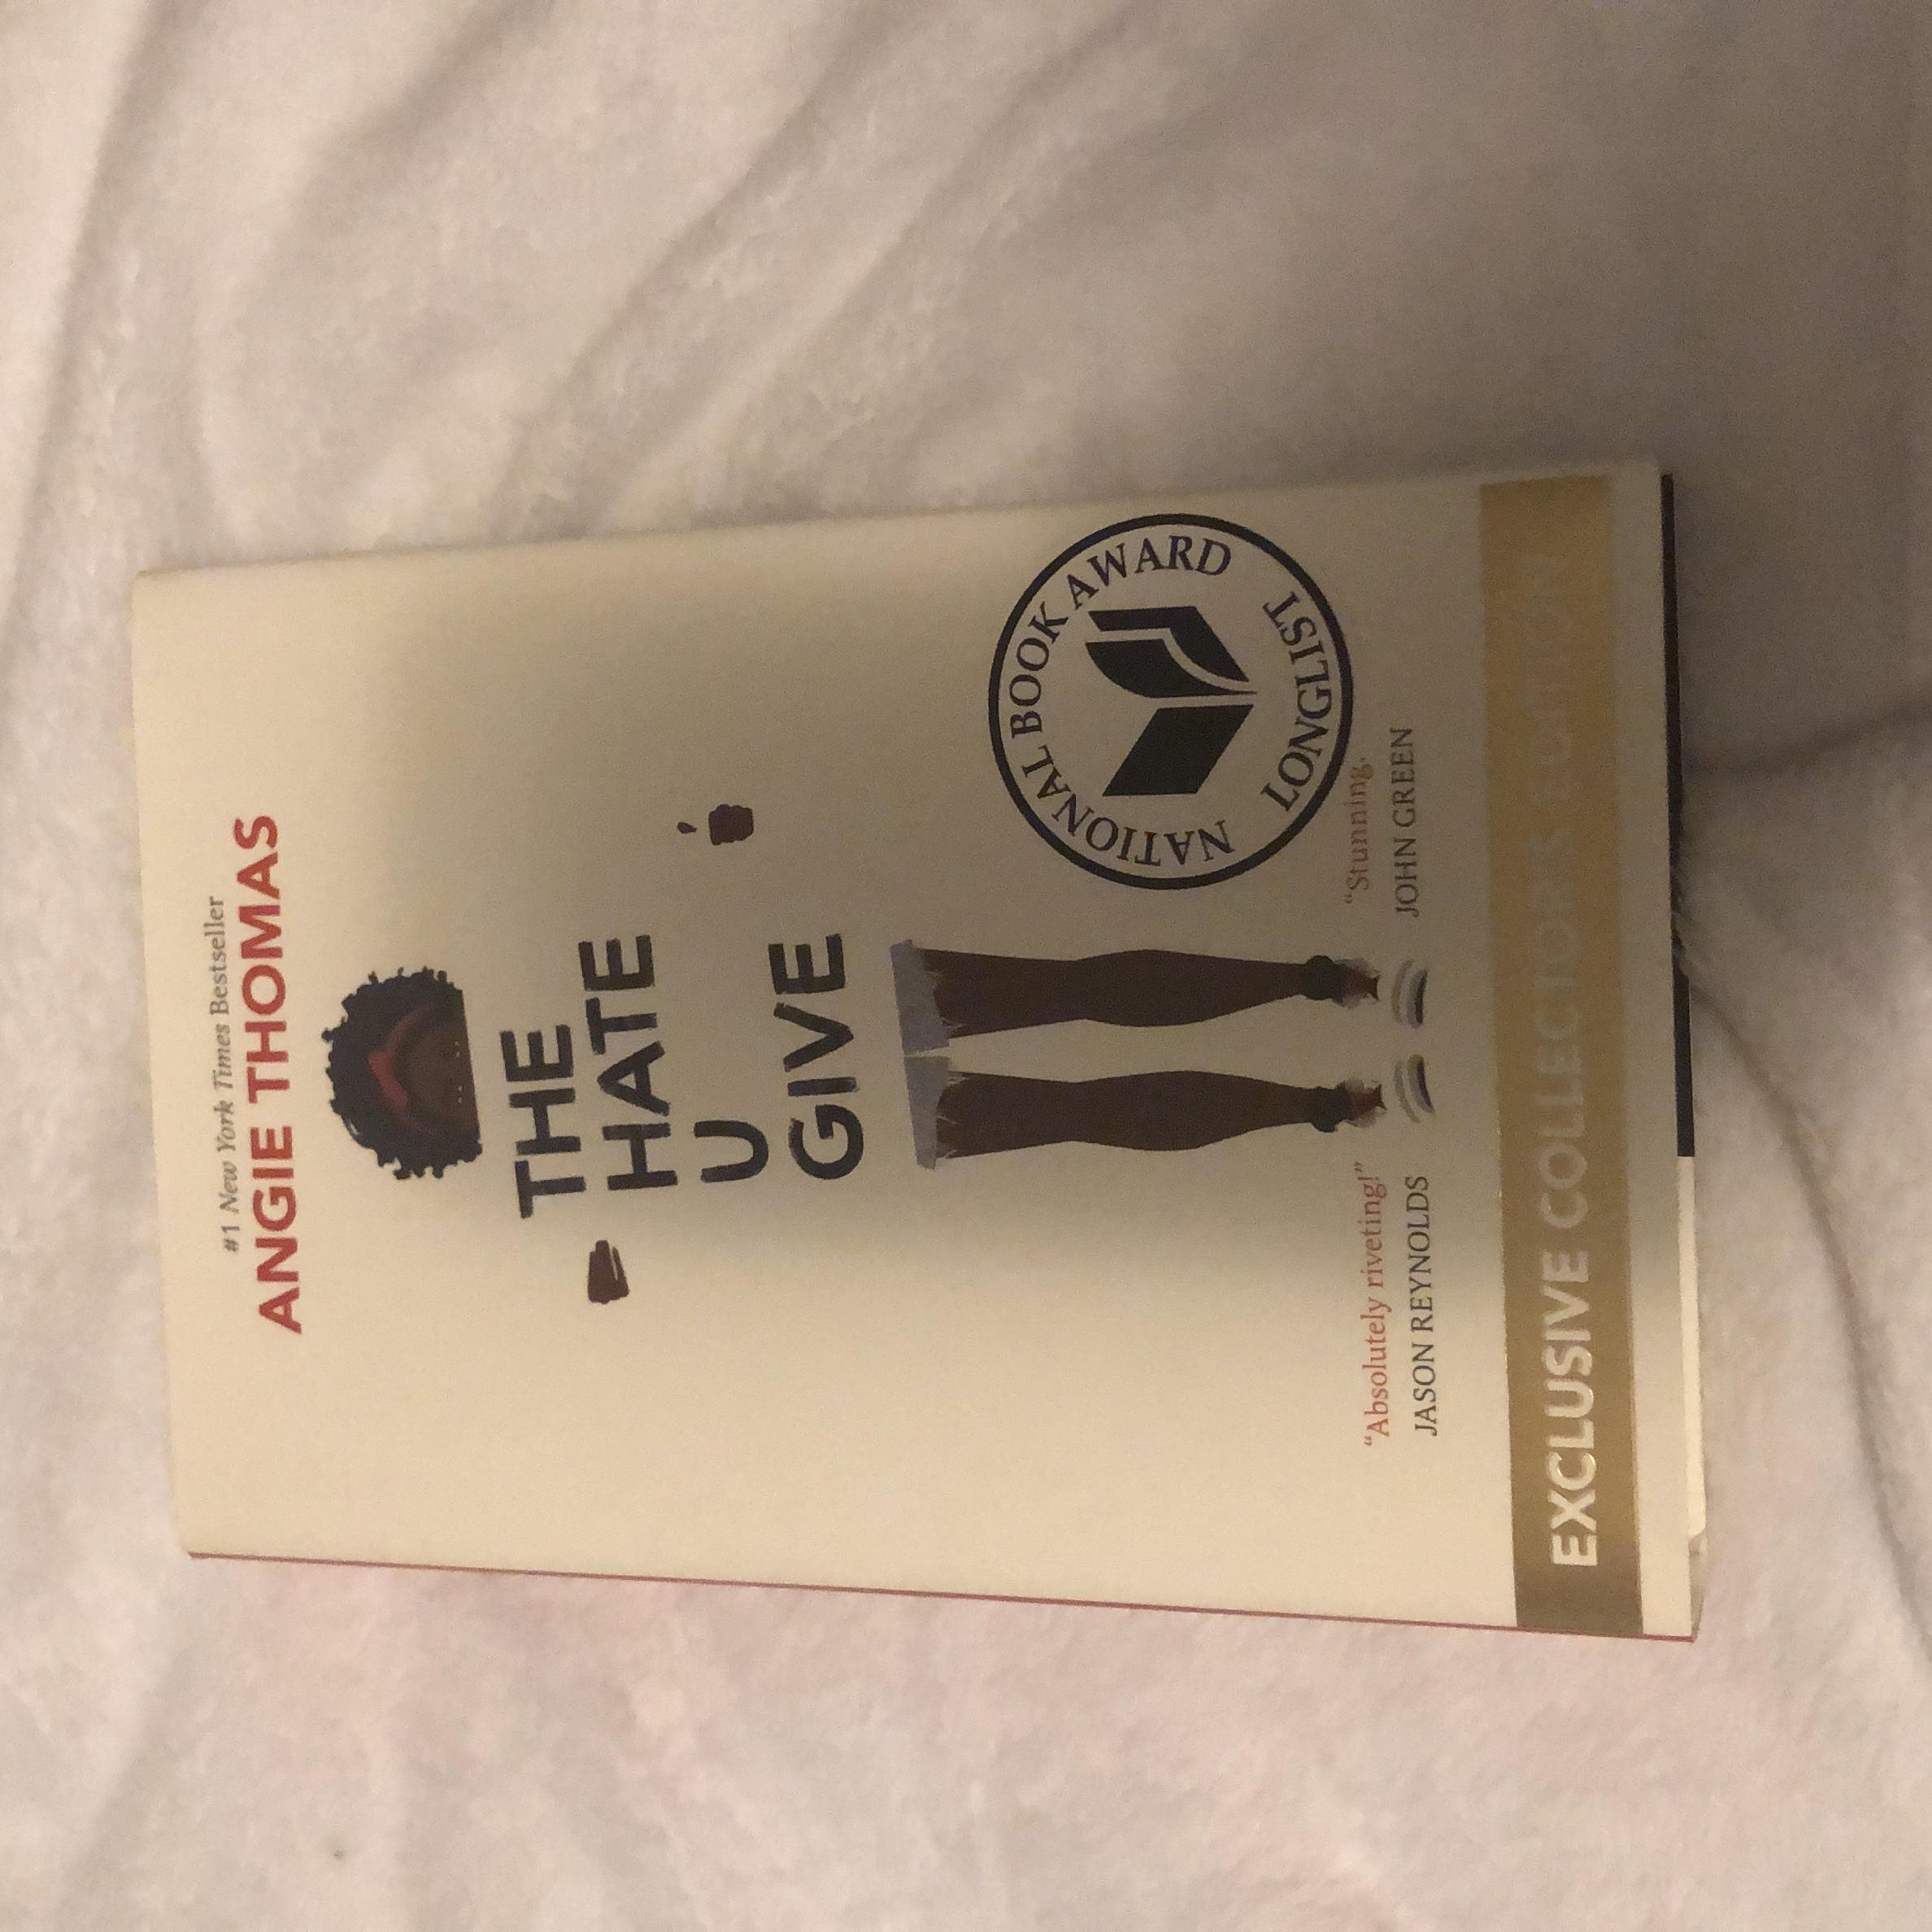 #1 New York Times Bestseller
ANGIE THOMAS
THE
HATE
U
GIVE
NATIONAL BOOK AWARD
LONGLIST
"Absolutely riveting!"
JASON REYNOLDS
"Stunning."
JOHN GREEN
EXCLUSIVE COLLECTOR'S EDITION